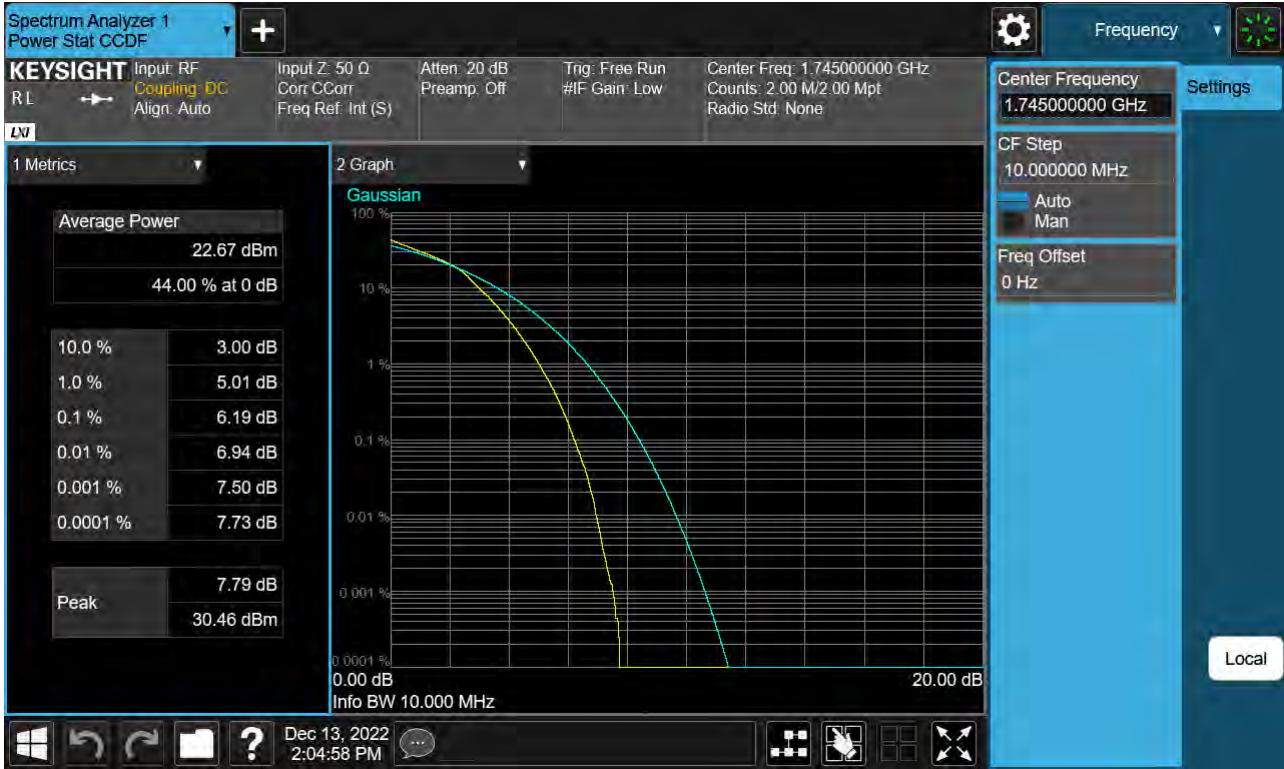 Spectrum Analyzer 1
Power Stat CCDF
Frequency
KEYSIGHT
RL
LXI
Input: RF
Coupling: DC
Align: Auto
Input Z: 50 Ω
Corr CCorr
Freq Ref: Int (S)
Atten: 20 dB
Preamp: Off
Trig: Free Run
#IF Gain: Low
Center Freq: 1.745000000 GHz
Counts: 2.00 M/2.00 Mpt
Radio Std: None
1 Metrics
Average Power
22.67 dBm
44.00 % at 0 dB
10.0 % 3.00 dB
1.0 % 5.01 dB
0.1 % 6.19 dB
0.01 % 6.94 dB
0.001 % 7.50 dB
0.0001 % 7.73 dB
Peak
7.79 dB
30.46 dBm
2 Graph
Gaussian
100 %
10 %
1 %
0.1 %
0.01 %
0.001 %
0.0001 %
0.00 dB 20.00 dB
Info BW 10.000 MHz
Center Frequency
1.745000000 GHz
CF Step
10.000000 MHz
Auto
Man
Freq Offset
0 Hz
Settings
Local
?
Dec 13, 2022
2:04:58 PM